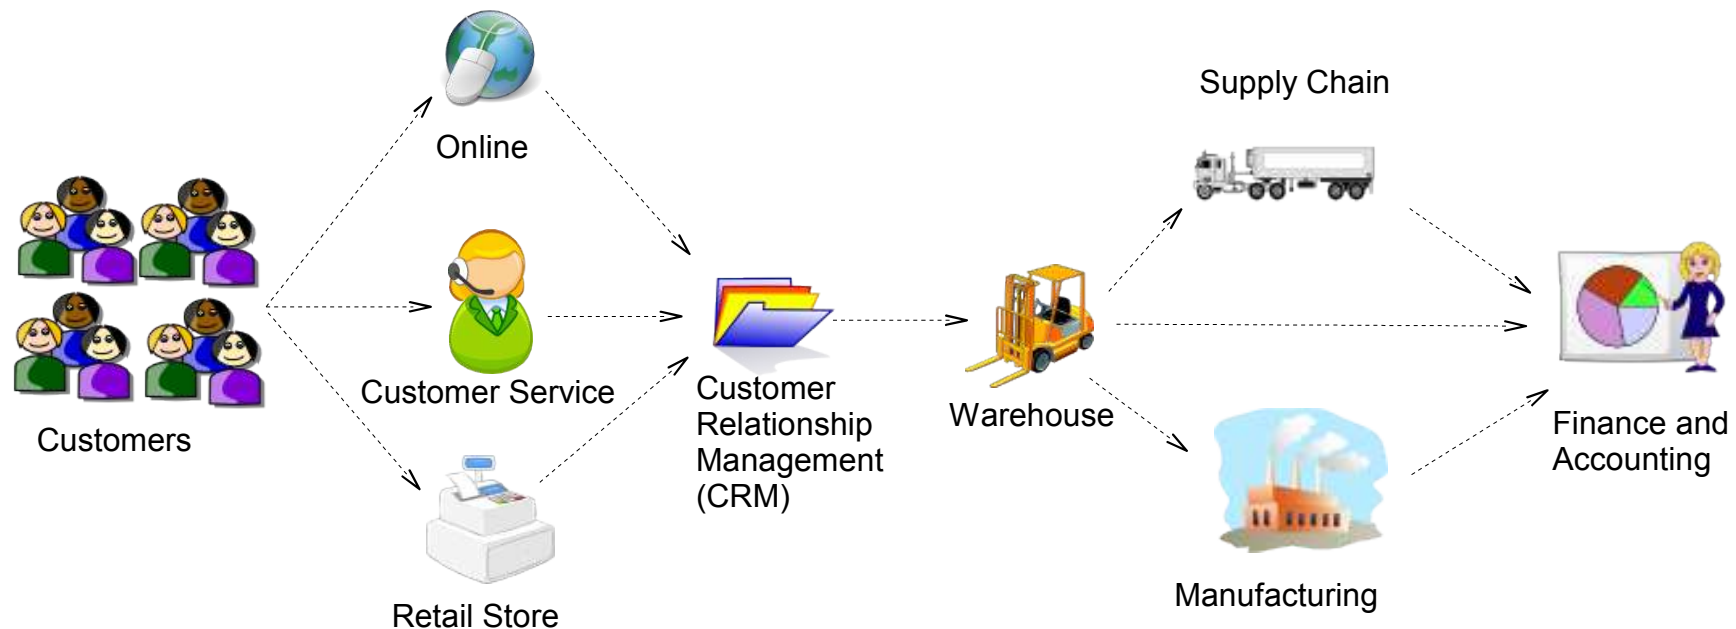 Supply Chain
Online
Customer Service
Customers
Customer
Relationship
Management
(CRM)
Warehouse
Finance and
Accounting
Retail Store
Manufacturing